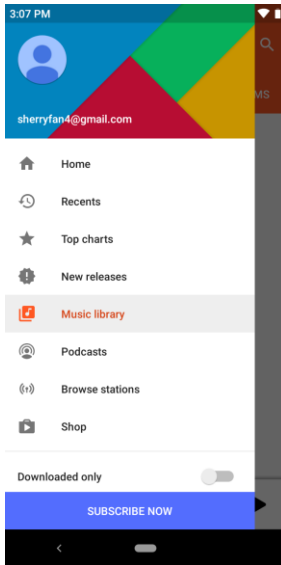 3:07 PM
MS
sherryfan4@gmail.com
Home
Recents
Top charts
New releases
Music library
Podcasts
Browse stations
Shop
Downloaded only
SUBSCRIBE NOW